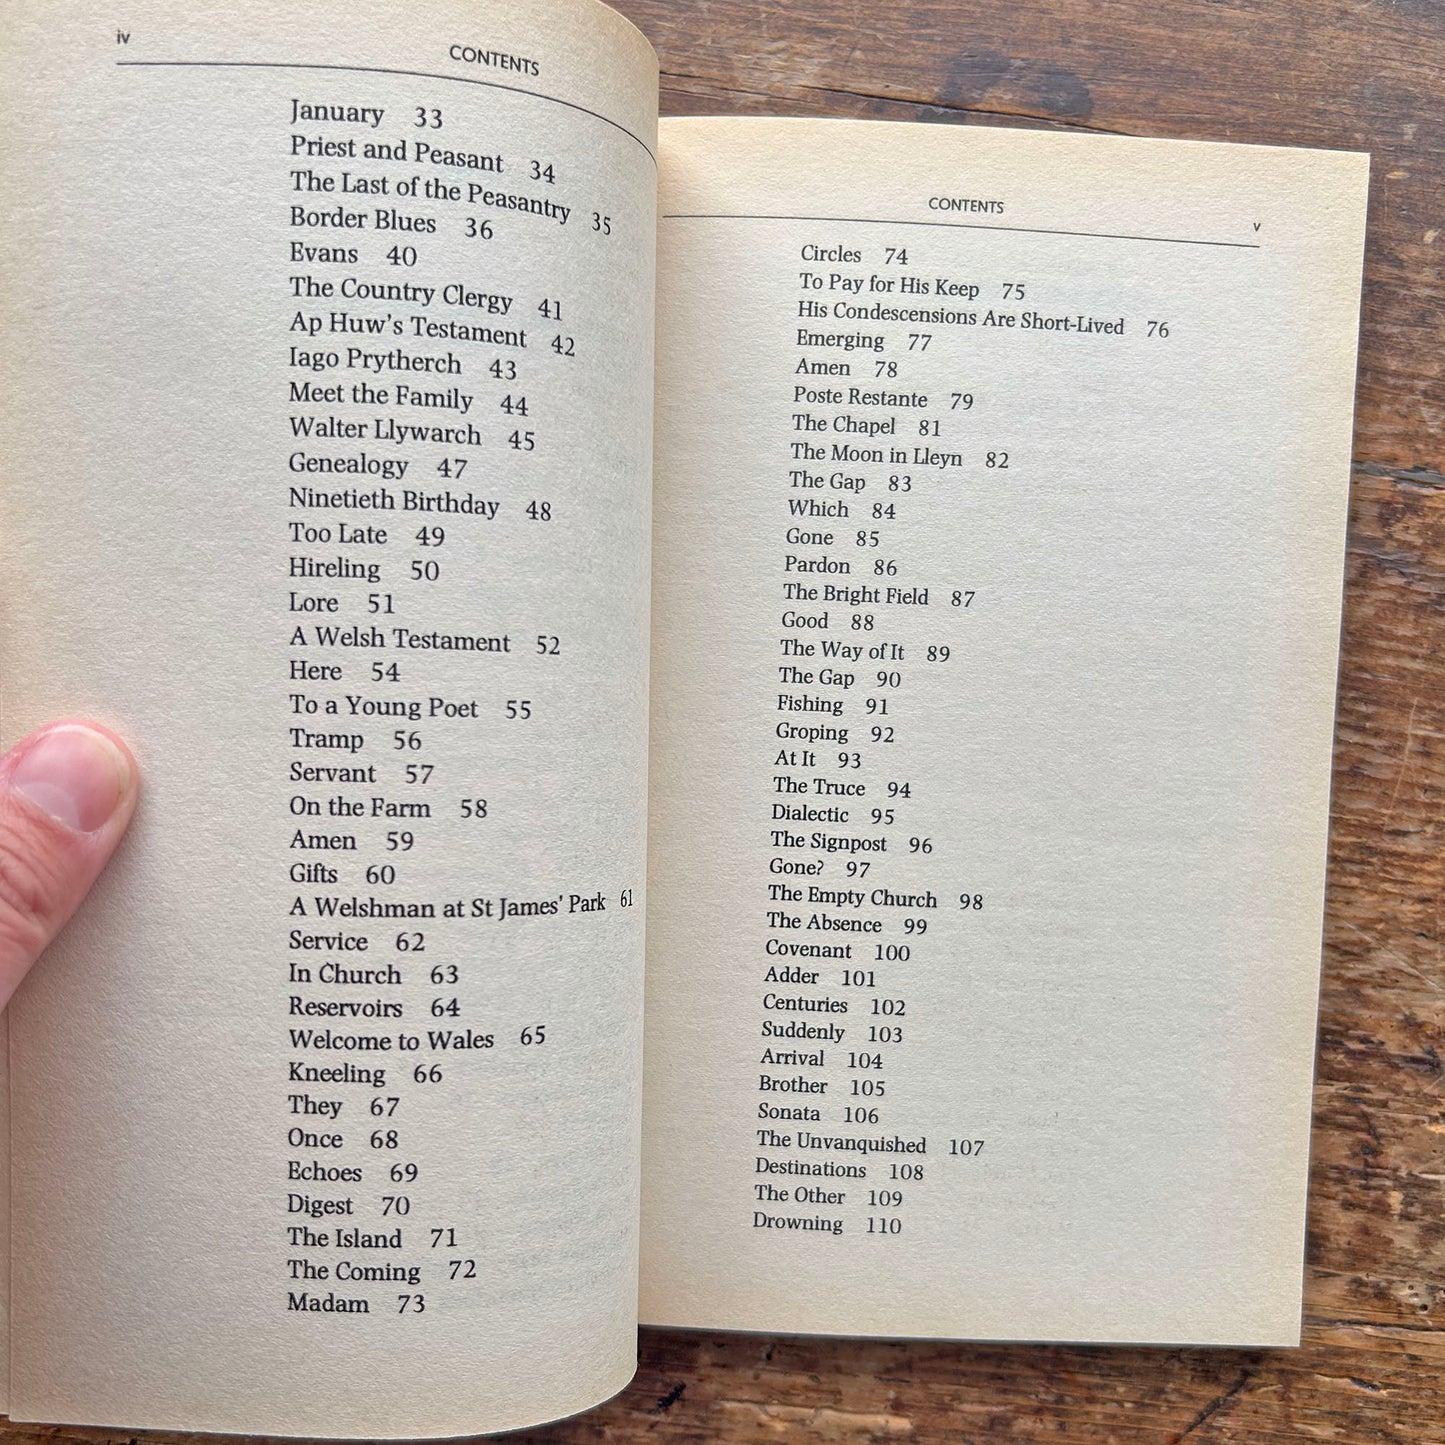 iv
CONTENTS
January 33
Priest and Peasant 34
The Last of the Peasantry 35
Border Blues 36
Evans 40
The Country Clergy 41
Ap Huw's Testament 42
Iago Prytherch 43
Meet the Family 44
Walter Llywarch 45
Genealogy 47
Ninetieth Birthday 48
Too Late 49
Hireling 50
Lore 51
A Welsh Testament 52
Here 54
To a Young Poet 55
Tramp 56
Servant 57
On the Farm 58
Amen 59
Gifts 60
A Welshman at St James' Park 61
Service 62
In Church 63
Reservoirs 64
Welcome to Wales 65
Kneeling 66
They 67
Once 68
Echoes 69
Digest 70
The Island 71
The Coming 72
Madam 73
CONTENTS
v
Circles 74
To Pay for His Keep 75
His Condescensions Are Short-Lived 76
Emerging 77
Amen 78
Poste Restante 79
The Chapel 81
The Moon in Lleyn 82
The Gap 83
Which 84
Gone 85
Pardon 86
The Bright Field 87
Good 88
The Way of It 89
The Gap 90
Fishing 91
Groping 92
At It 93
The Truce 94
Dialectic 95
The Signpost 96
Gone? 97
The Empty Church 98
The Absence 99
Covenant 100
Adder 101
Centuries 102
Suddenly 103
Arrival 104
Brother 105
Sonata 106
The Unvanquished 107
Destinations 108
The Other 109
Drowning 110